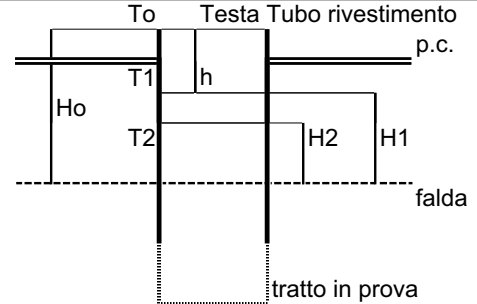 To Testa Tubo rivestimento
p.c.
T1 h
Ho
T2 H2 H1
falda
tratto in prova